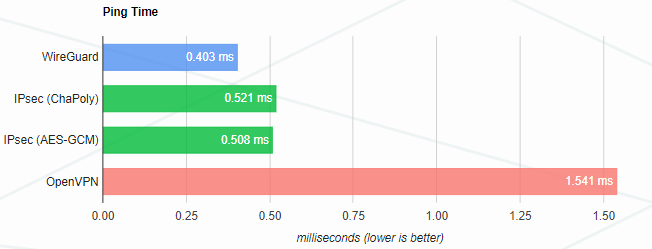 Ping Time
WireGuard 0.403 ms
IPsec (ChaPoly) 0.521 ms
IPsec (AES-GCM) 0.508 ms
OpenVPN 1.541 ms
0.00 0.25 0.50 0.75 1.00 1.25 1.50
milliseconds (lower is better)